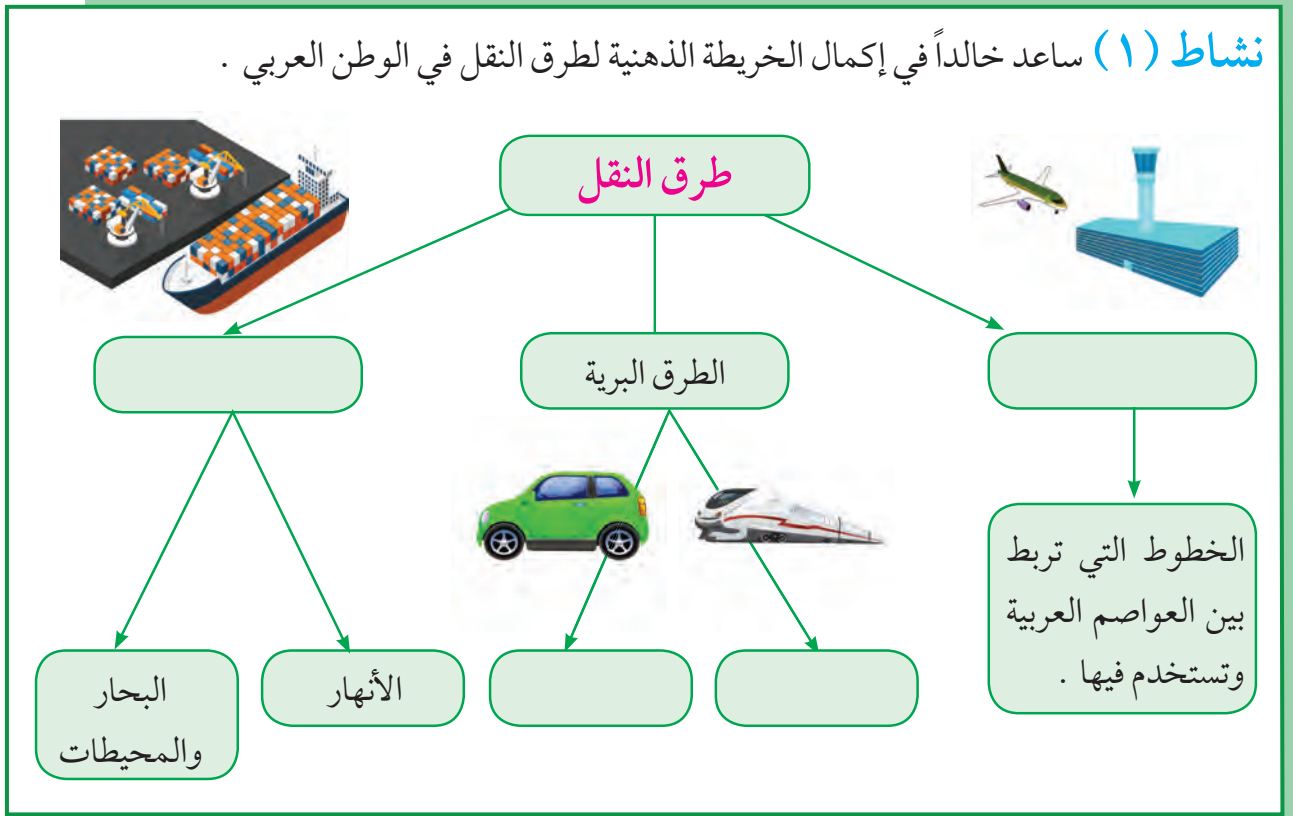 نشاط (١) ساعد خالداً في إكمال الخريطة الذهنية لطرق النقل في الوطن العربي .
طرق النقل
الطرق البرية
الخطوط التي تربط
بين العواصم العربية
وتستخدم فيها .
الأنهار
البحار
والمحيطات